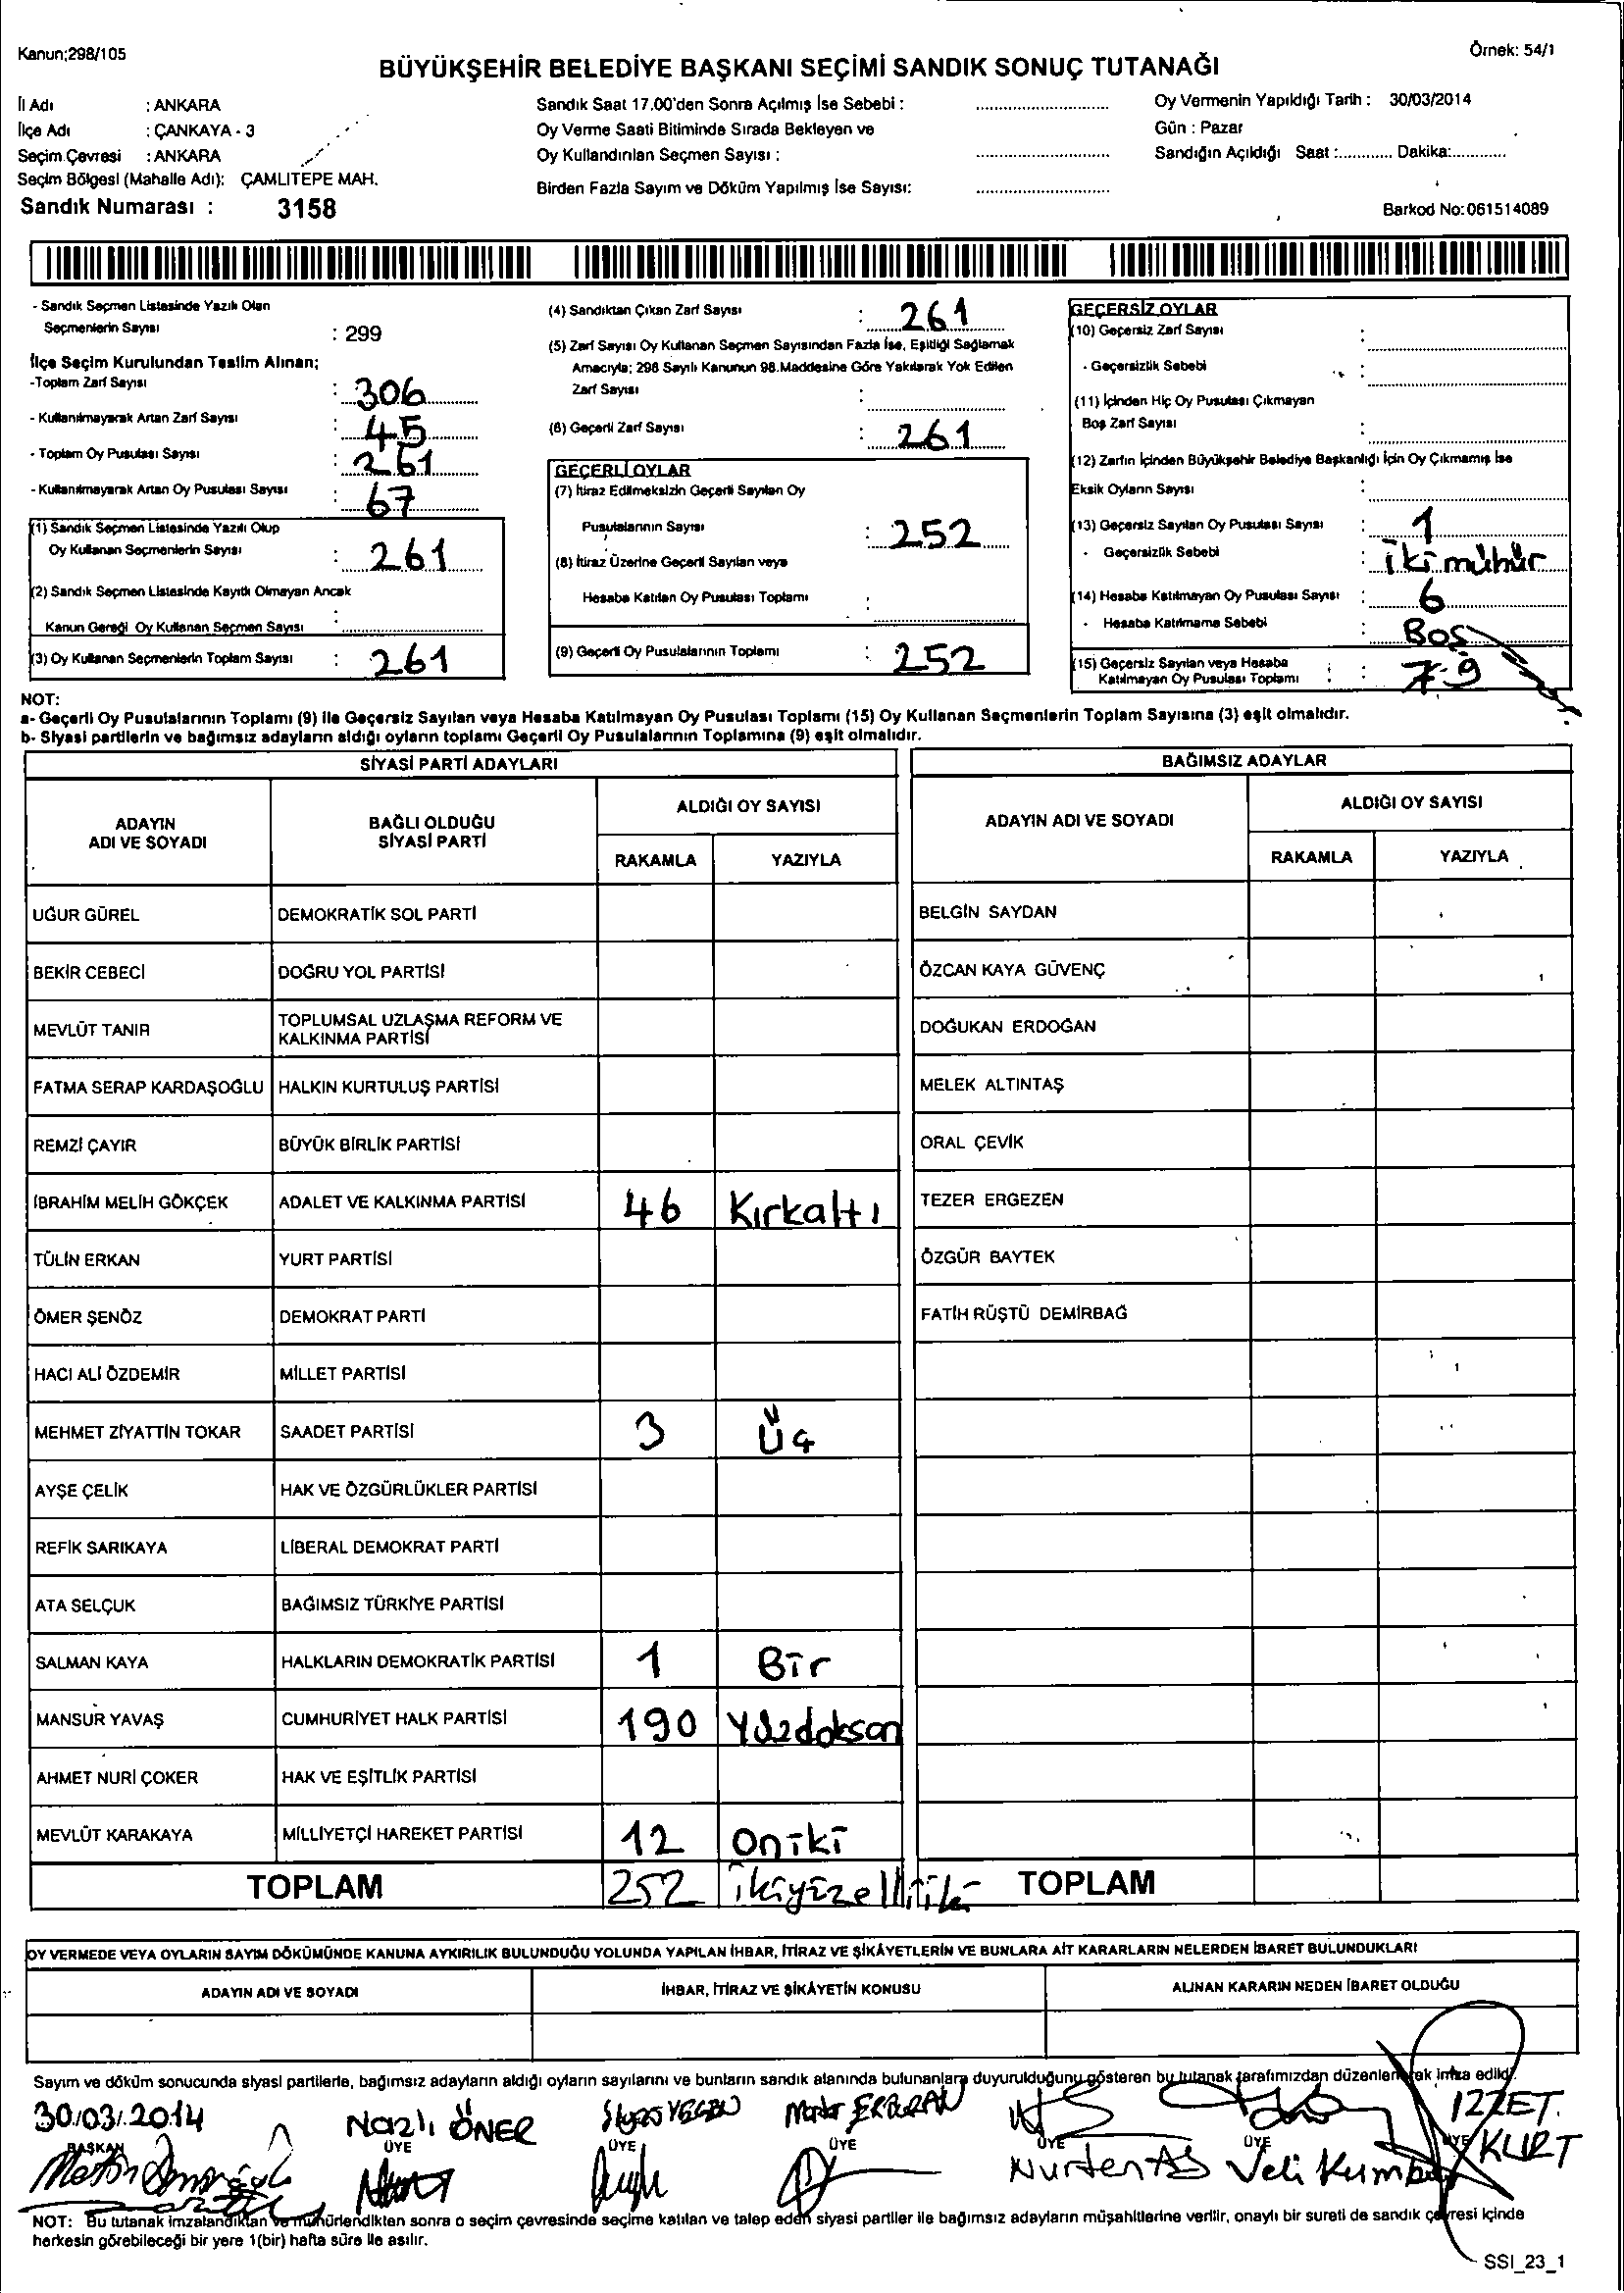 Kanun;298/105
Örnek: 54/1
BÜYÜKŞEHİR BELEDİYE BAŞKANI SEÇİMİ SANDIK SONUÇ TUTANAĞI
İl Adı : ANKARA
İlçe Adı : ÇANKAYA - 3
Seçim Çevresi : ANKARA
Seçim Bölgesi (Mahalle Adı): ÇAMLITEPE MAH.
Sandık Numarası : 3158
Sandık Saat 17.00'den Sonra Açılmış İse Sebebi :
Oy Verme Saati Bitiminde Sırada Bekleyen ve
Oy Kullandırılan Seçmen Sayısı :
Birden Fazla Sayım ve Döküm Yapılmış İse Sayısı:
Oy Vermenin Yapıldığı Tarih : 30/03/2014
Gün : Pazar
Sandığın Açıldığı Saat :............ Dakika:............
Barkod No:061514089
- Sandık Seçmen Listesinde Yazılı Olan
Seçmenlerin Sayısı : 299
İlçe Seçim Kurulundan Teslim Alınan;
-Toplam Zarf Sayısı : 306
- Kullanılmayarak Artan Zarf Sayısı : 45
- Toplam Oy Pusulası Sayısı : 261
- Kullanılmayarak Artan Oy Pusulası Sayısı : 67
(1) Sandık Seçmen Listesinde Yazılı Olup
Oy Kullanan Seçmenlerin Sayısı : 261
(2) Sandık Seçmen Listesinde Kayıtlı Olmayan Ancak
Kanun Gereği Oy Kullanan Seçmen Sayısı :
(3) Oy Kullanan Seçmenlerin Toplam Sayısı : 261
(4) Sandıktan Çıkan Zarf Sayısı : 261
(5) Zarf Sayısı Oy Kullanan Seçmen Sayısından Fazla İse, Eşitliği Sağlamak
Amacıyla; 298 Sayılı Kanunun 98.Maddesine Göre Yakılarak Yok Edilen
Zarf Sayısı :
(6) Geçerli Zarf Sayısı : 261
GEÇERLİ OYLAR
(7) İtiraz Edilmeksizin Geçerli Sayılan Oy
Pusulalarının Sayısı : 252
(8) İtiraz Üzerine Geçerli Sayılan veya
Hesaba Katılan Oy Pusulası Toplamı :
(9) Geçerli Oy Pusulalarının Toplamı : 252
GEÇERSİZ OYLAR
(10) Geçersiz Zarf Sayısı :
- Geçersizlik Sebebi :
(11) İçinden Hiç Oy Pusulası Çıkmayan
Boş Zarf Sayısı :
(12) Zarfın İçinden Büyükşehir Belediye Başkanlığı İçin Oy Çıkmamış İse
Eksik Oyların Sayısı :
(13) Geçersiz Sayılan Oy Pusulası Sayısı : 1
- Geçersizlik Sebebi : iki mühür
(14) Hesaba Katılmayan Oy Pusulası Sayısı : 6
- Hesaba Katılmama Sebebi : Boş
(15) Geçersiz Sayılan veya Hesaba
Katılmayan Oy Pusulası Toplamı : 7 9
NOT:
a- Geçerli Oy Pusulalarının Toplamı (9) ile Geçersiz Sayılan veya Hesaba Katılmayan Oy Pusulası Toplamı (15) Oy Kullanan Seçmenlerin Toplam Sayısına (3) eşit olmalıdır.
b- Siyasi partilerin ve bağımsız adayların aldığı oyların toplamı Geçerli Oy Pusulalarının Toplamına (9) eşit olmalıdır.
SİYASİ PARTİ ADAYLARI
ADAYIN ADI VE SOYADI BAĞLI OLDUĞU SİYASİ PARTİ ALDIĞI OY SAYISI
RAKAMLA YAZIYLA
UĞUR GÜREL DEMOKRATİK SOL PARTİ
BEKİR CEBECİ DOĞRU YOL PARTİSİ
MEVLÜT TANIR TOPLUMSAL UZLAŞMA REFORM VE KALKINMA PARTİSİ
FATMA SERAP KARDAŞOĞLU HALKIN KURTULUŞ PARTİSİ
REMZİ ÇAYIR BÜYÜK BİRLİK PARTİSİ
İBRAHİM MELİH GÖKÇEK ADALET VE KALKINMA PARTİSİ 46 Kırkaltı
TÜLİN ERKAN YURT PARTİSİ
ÖMER ŞENÖZ DEMOKRAT PARTİ
HACI ALİ ÖZDEMİR MİLLET PARTİSİ
MEHMET ZİYATTİN TOKAR SAADET PARTİSİ 3 Üç
AYŞE ÇELİK HAK VE ÖZGÜRLÜKLER PARTİSİ
REFİK SARIKAYA LİBERAL DEMOKRAT PARTİ
ATA SELÇUK BAĞIMSIZ TÜRKİYE PARTİSİ
SALMAN KAYA HALKLARIN DEMOKRATİK PARTİSİ 1 Bir
MANSUR YAVAŞ CUMHURİYET HALK PARTİSİ 190 Yüzdoksan
AHMET NURİ ÇOKER HAK VE EŞİTLİK PARTİSİ
MEVLÜT KARAKAYA MİLLİYETÇİ HAREKET PARTİSİ 12 Oniki
TOPLAM 252 ikiyüzelliiki
BAĞIMSIZ ADAYLAR
ADAYIN ADI VE SOYADI ALDIĞI OY SAYISI
RAKAMLA YAZIYLA
BELGİN SAYDAN
ÖZCAN KAYA GÜVENÇ
DOĞUKAN ERDOĞAN
MELEK ALTINTAŞ
ORAL ÇEVİK
TEZER ERGEZEN
ÖZGÜR BAYTEK
FATİH RÜŞTÜ DEMİRBAĞ
TOPLAM
OY VERMEDE VEYA OYLARIN SAYIM DÖKÜMÜNDE KANUNA AYKIRILIK BULUNDUĞU YOLUNDA YAPILAN İHBAR, İTİRAZ VE ŞİKÂYETLERİN VE BUNLARA AİT KARARLARIN NELERDEN İBARET BULUNDUKLARI
ADAYIN ADI VE SOYADI İHBAR, İTİRAZ VE ŞİKÂYETİN KONUSU ALINAN KARARIN NEDEN İBARET OLDUĞU
Sayım ve döküm sonucunda siyasi partilerle, bağımsız adayların aldığı oyların sayılarını ve bunların sandık alanında bulunanlara duyurulduğunu gösteren bu tutanak tarafımızdan düzenlenerek imza edildi.
30/03/2014 Nazlı ÖNER İZZET KURT
BAŞKAN ÜYE ÜYE ÜYE ÜYE ÜYE ÜYE
Metin Nurten AS Veli
NOT: Bu tutanak imzalandıktan ve mühürlendikten sonra o seçim çevresinde seçime katılan ve talep eden siyasi partiler ile bağımsız adayların müşahitlerine verilir, onaylı bir sureti de sandık çevresi içinde
herkesin görebileceği bir yere 1(bir) hafta süre ile asılır.
SSI_23_1